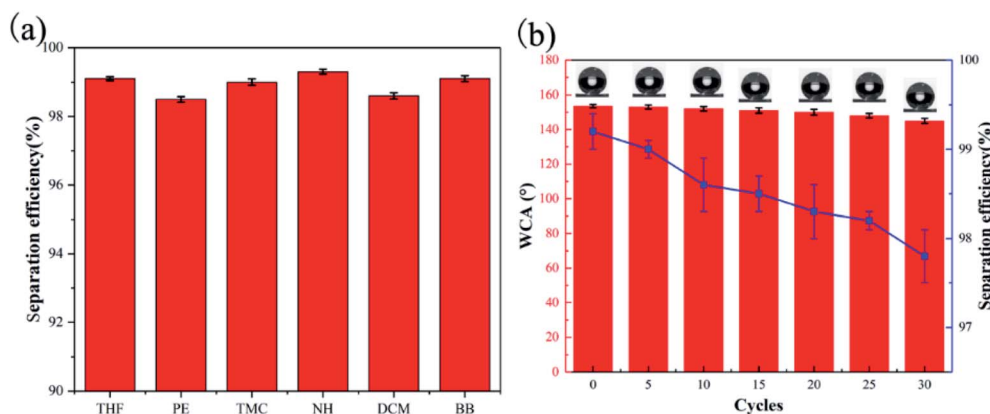 (a)
Separation efficiency(%)
100
98
96
94
92
90
THF PE TMC NH DCM BB
(b)
WCA (°)
180
160
140
120
100
80
60
40
20
0
0 5 10 15 20 25 30
Cycles
100
99
98
97
Separation efficiency(%)